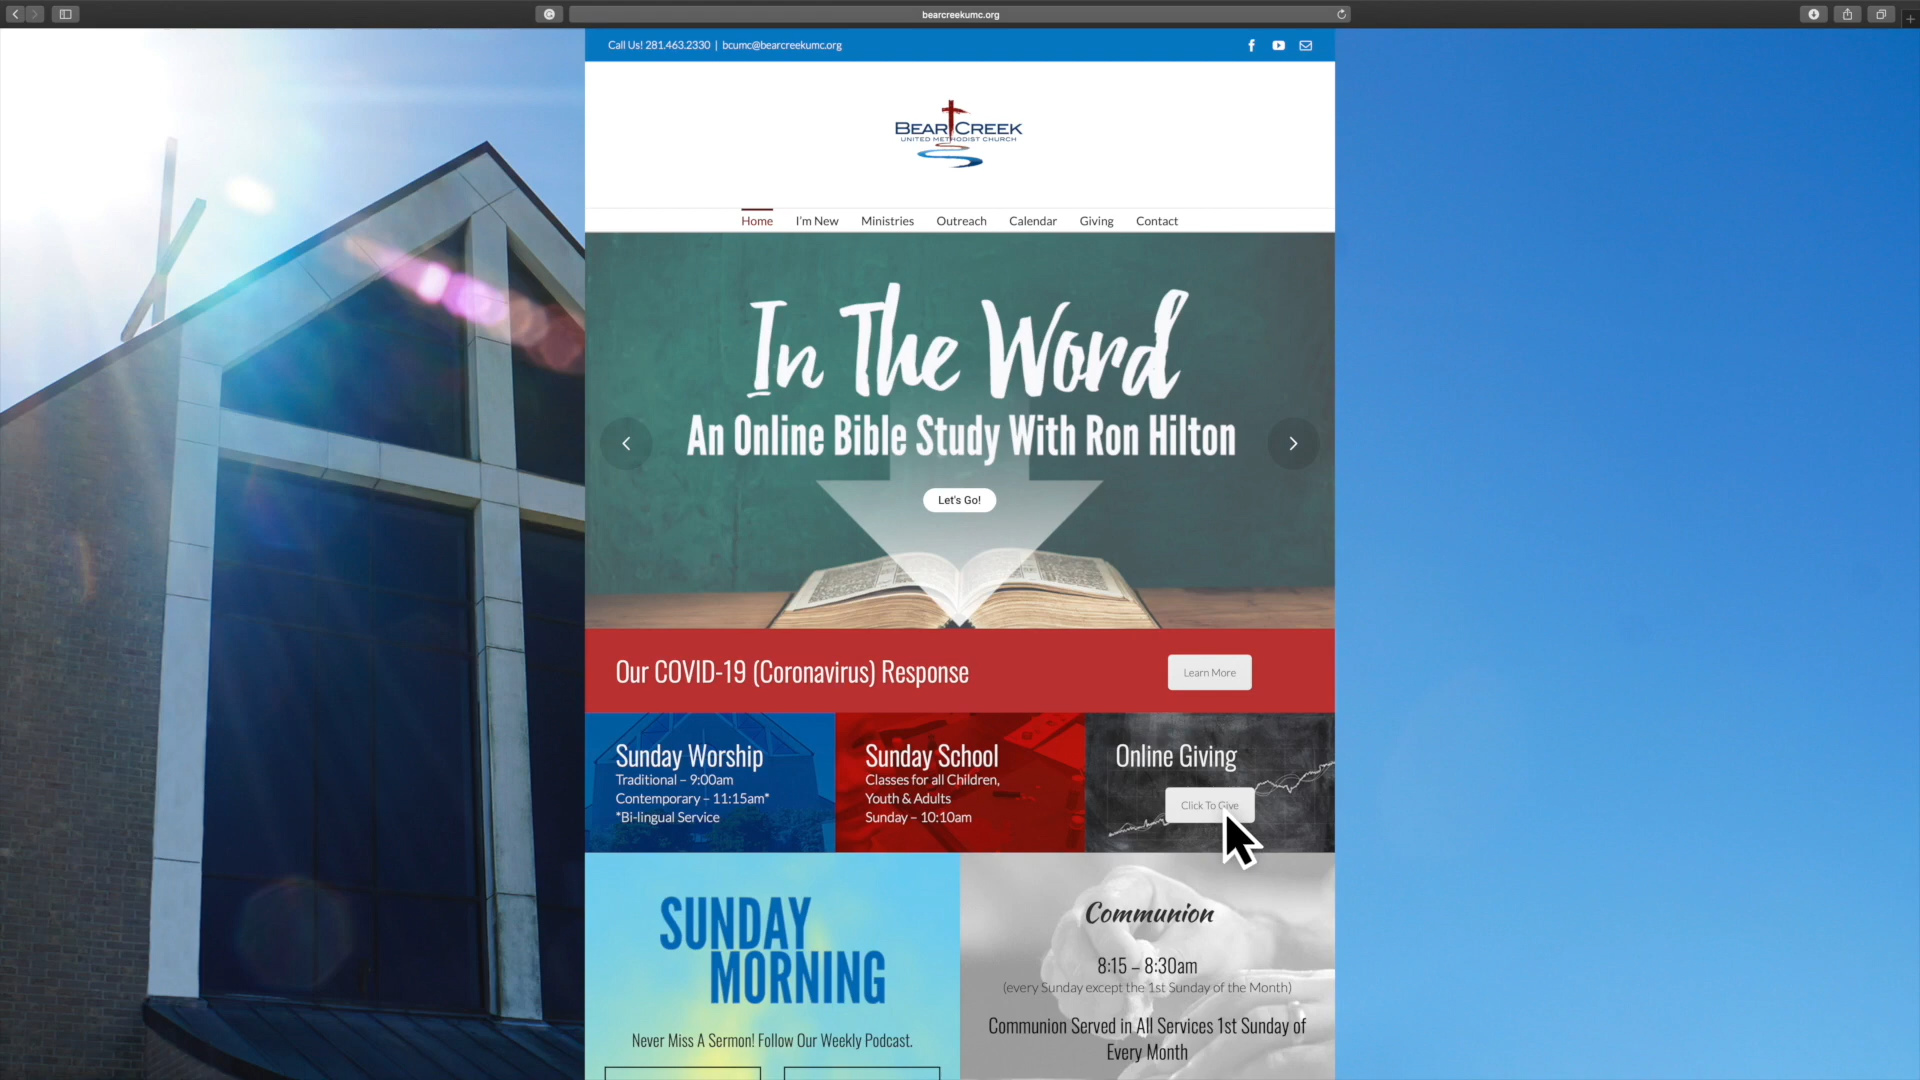 bearcreekumc.org
Call Us! 281.463.2330 | bcumc@bearcreekumc.org
BEAR CREEK
UNITED METHODIST CHURCH
Home I'm New Ministries Outreach Calendar Giving Contact
In The Word
An Online Bible Study With Ron Hilton
Let's Go!
Our COVID-19 (Coronavirus) Response
Learn More
Sunday Worship
Traditional – 9:00am
Contemporary – 11:15am*
*Bi-lingual Service
Sunday School
Classes for all Children,
Youth & Adults
Sunday – 10:10am
Online Giving
Click To Give
SUNDAY
MORNING
Never Miss A Sermon! Follow Our Weekly Podcast.
Communion
8:15 – 8:30am
(every Sunday except the 1st Sunday of the Month)
Communion Served in All Services 1st Sunday of
Every Month